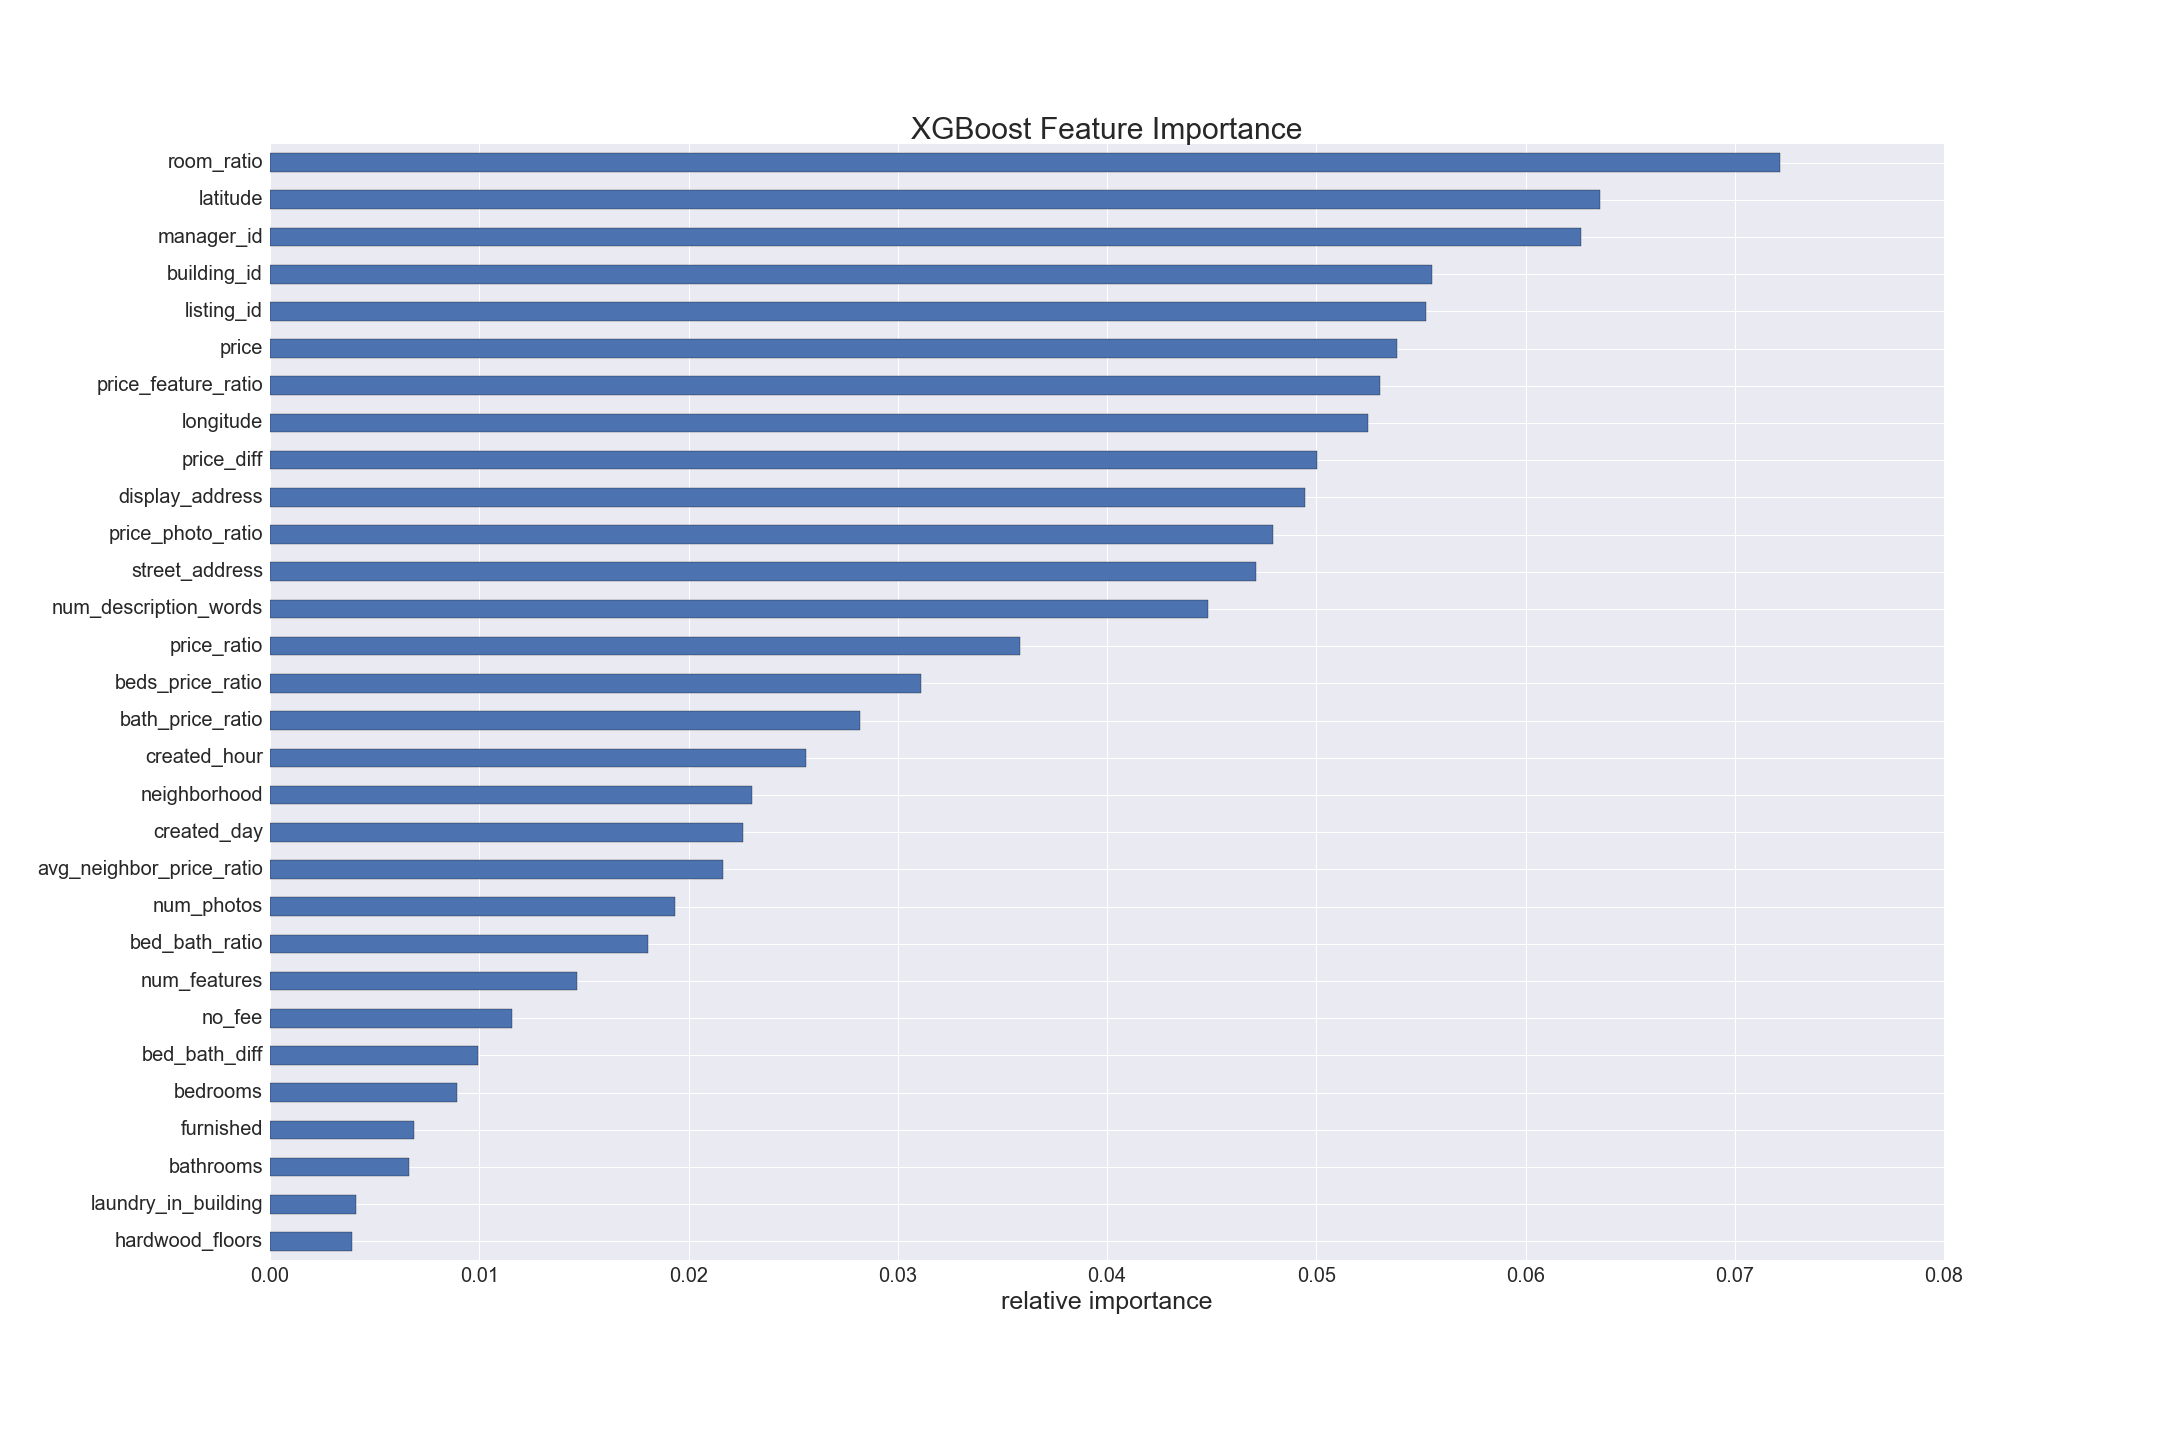 XGBoost Feature Importance
room_ratio
latitude
manager_id
building_id
listing_id
price
price_feature_ratio
longitude
price_diff
display_address
price_photo_ratio
street_address
num_description_words
price_ratio
beds_price_ratio
bath_price_ratio
created_hour
neighborhood
created_day
avg_neighbor_price_ratio
num_photos
bed_bath_ratio
num_features
no_fee
bed_bath_diff
bedrooms
furnished
bathrooms
laundry_in_building
hardwood_floors
0.00 0.01 0.02 0.03 0.04 0.05 0.06 0.07 0.08
relative importance